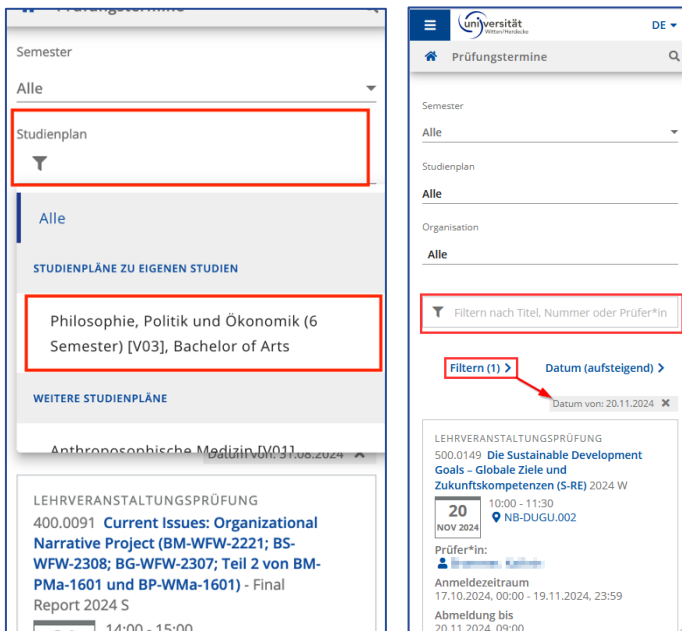 Prüfungstermine
Semester
Alle
Studienplan
Alle
STUDIENPLÄNE ZU EIGENEN STUDIEN
Philosophie, Politik und Ökonomik (6
Semester) [V03], Bachelor of Arts
WEITERE STUDIENPLÄNE
Anthroposophische Medizin [V01]
Datum von: 31.08.2024 ×
LEHRVERANSTALTUNGSPRÜFUNG
400.0091 Current Issues: Organizational
Narrative Project (BM-WFW-2221; BS-
WFW-2308; BG-WFW-2307; Teil 2 von BM-
PMa-1601 und BP-WMa-1601) - Final
Report 2024 S
14:00 - 15:00
uni versität
Witten/Herdecke
DE
Prüfungstermine
Semester
Alle
Studienplan
Alle
Organisation
Alle
Filtern nach Titel, Nummer oder Prüfer*in
Filtern (1) Datum (aufsteigend)
Datum von: 20.11.2024 ×
LEHRVERANSTALTUNGSPRÜFUNG
500.0149 Die Sustainable Development
Goals – Globale Ziele und
Zukunftskompetenzen (S-RE) 2024 W
20 10:00 - 11:30
NOV 2024 NB-DUGU.002
Prüfer*in:
Anmeldezeitraum
17.10.2024, 00:00 - 19.11.2024, 23:59
Abmeldung bis
20.11.2024, 09:00